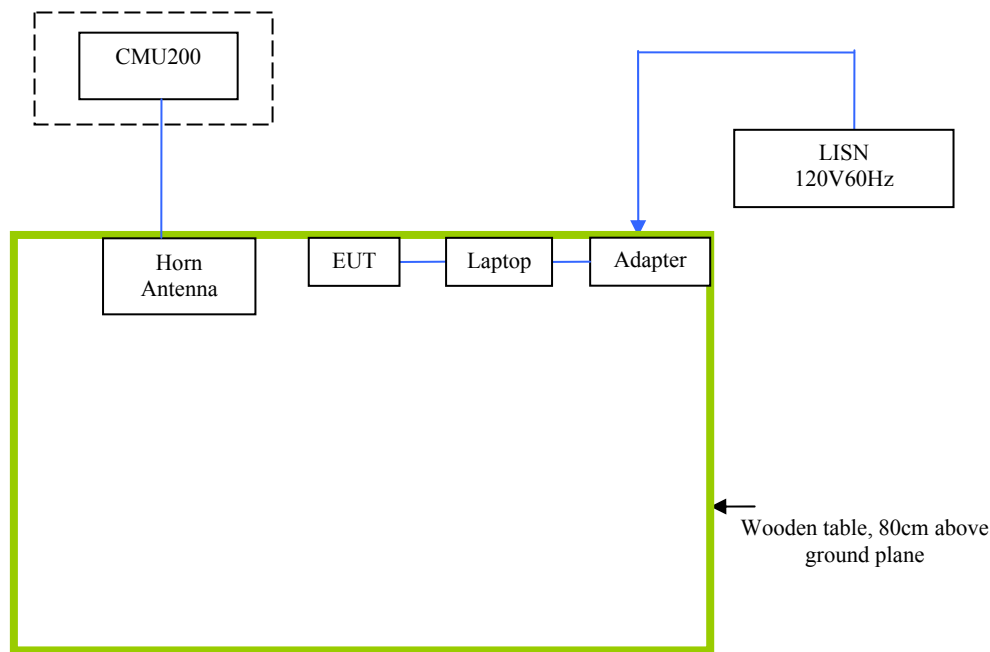 CMU200
LISN
120V60Hz
Horn
Antenna
EUT
Laptop
Adapter
Wooden table, 80cm above
ground plane